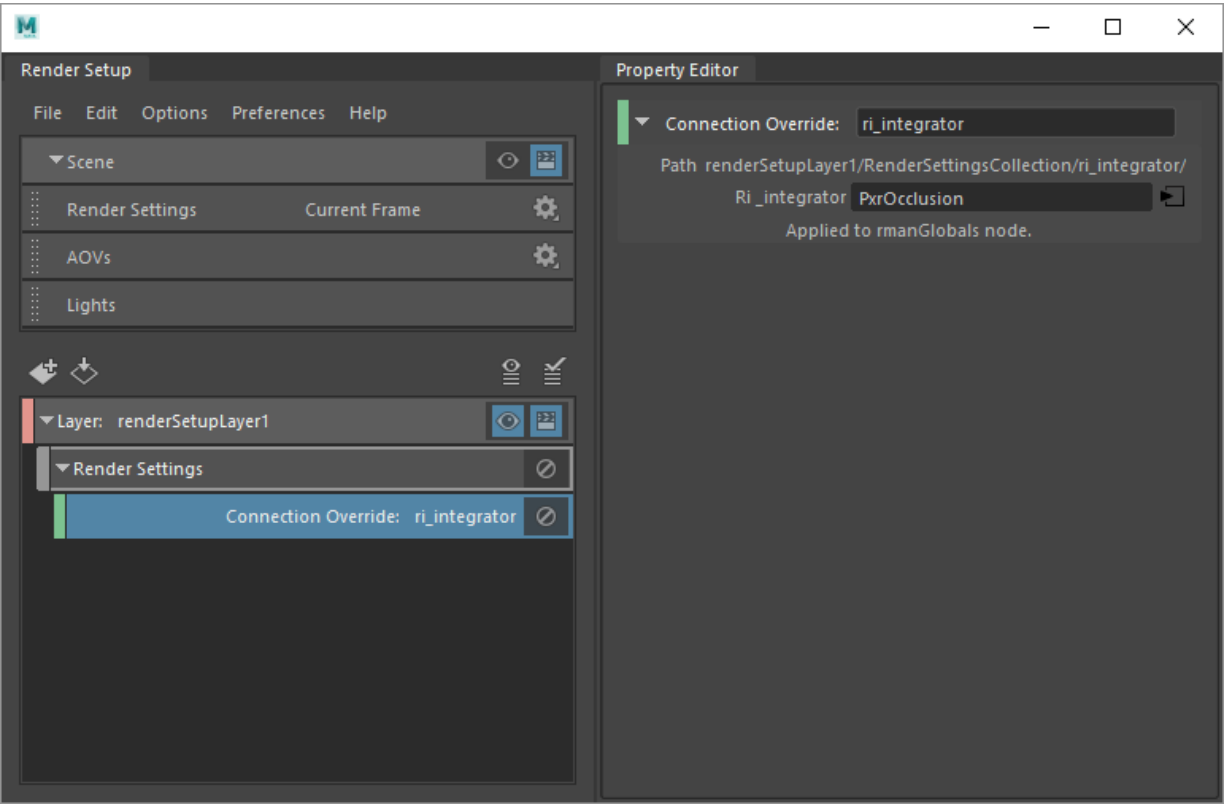 Render Setup
File Edit Options Preferences Help
Scene
Render Settings Current Frame
AOVs
Lights
Layer: renderSetupLayer1
Render Settings
Connection Override: ri_integrator
Property Editor
Connection Override: ri_integrator
Path renderSetupLayer1/RenderSettingsCollection/ri_integrator/
Ri _integrator PxrOcclusion
Applied to rmanGlobals node.